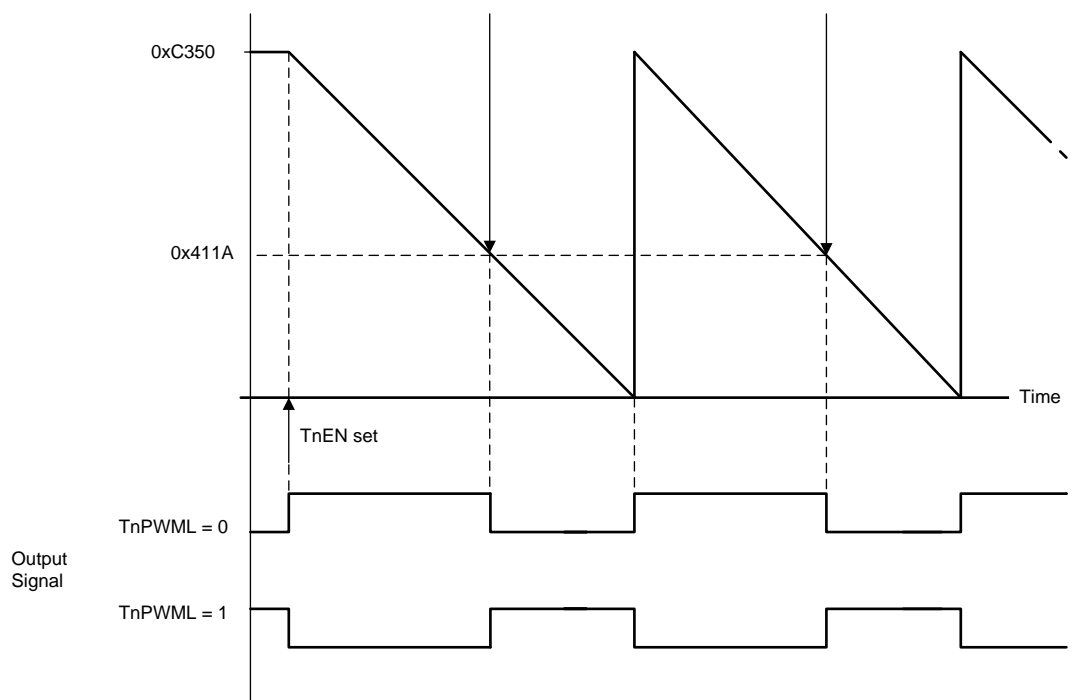 0xC350
0x411A
Time
TnEN set
TnPWML = 0
Output
Signal
TnPWML = 1